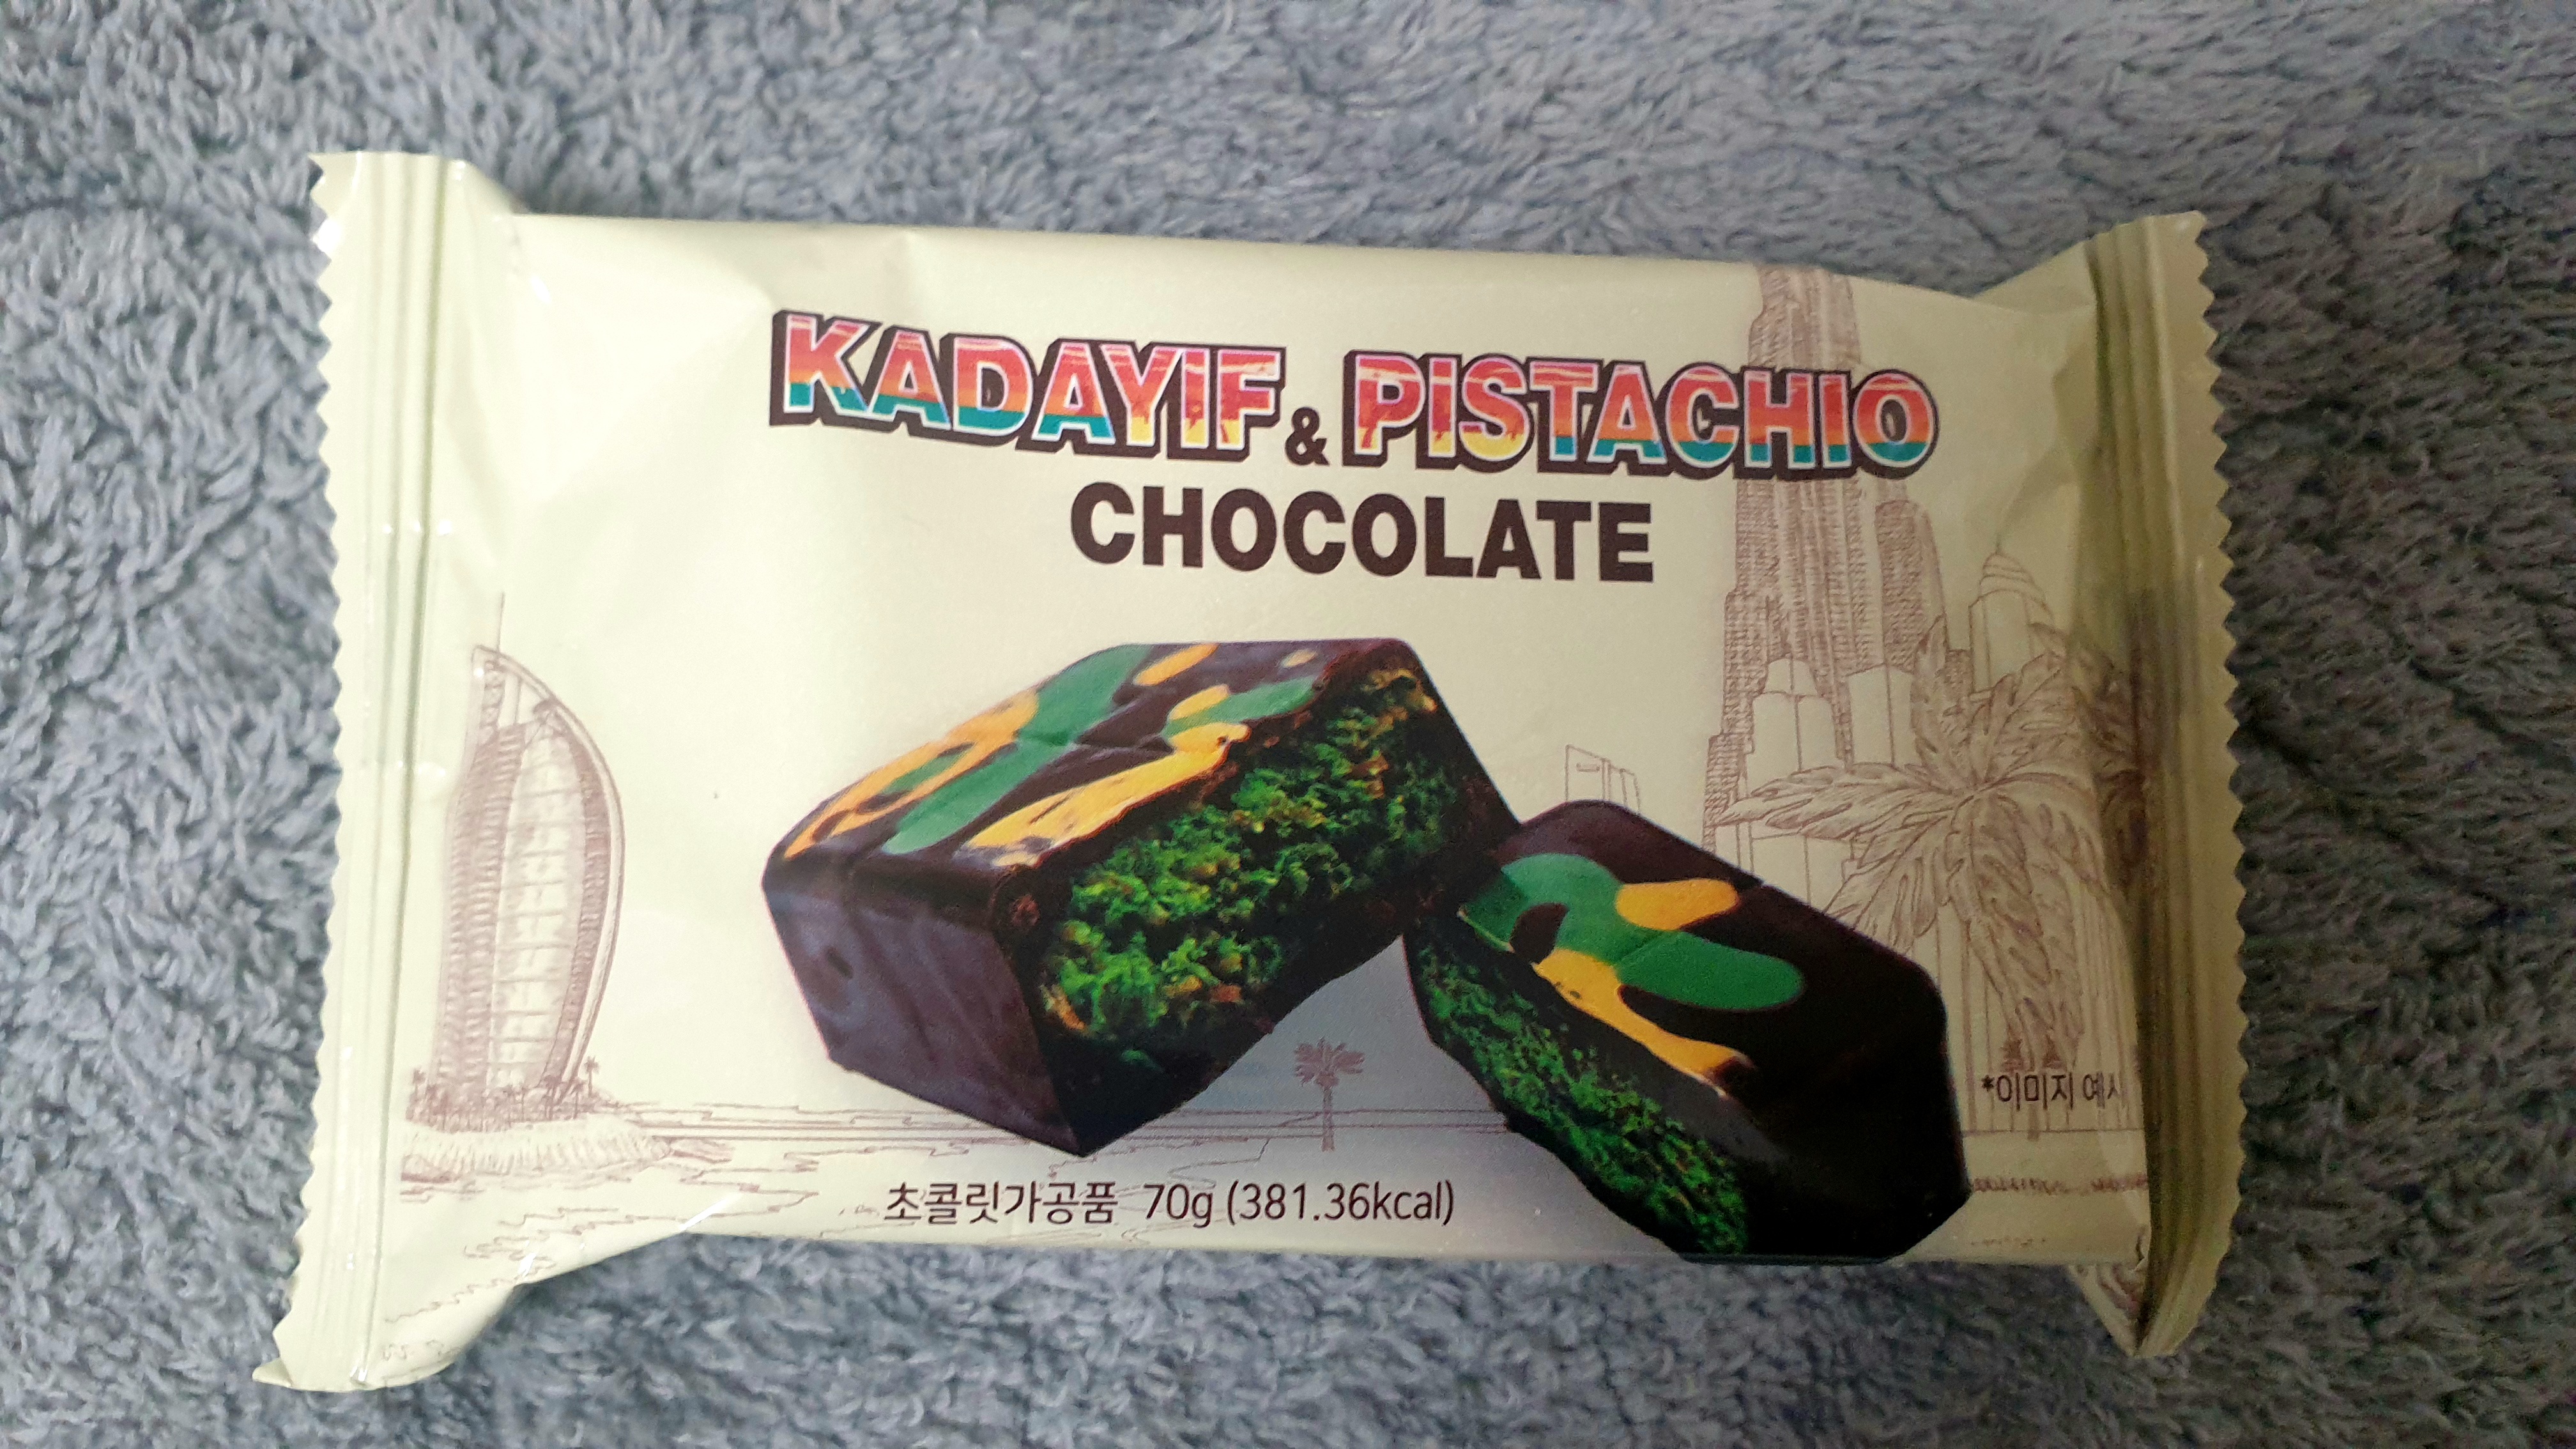 KADAYIF & PISTACHIO
CHOCOLATE
*이미지 예시
초콜릿가공품 70g (381.36kcal)